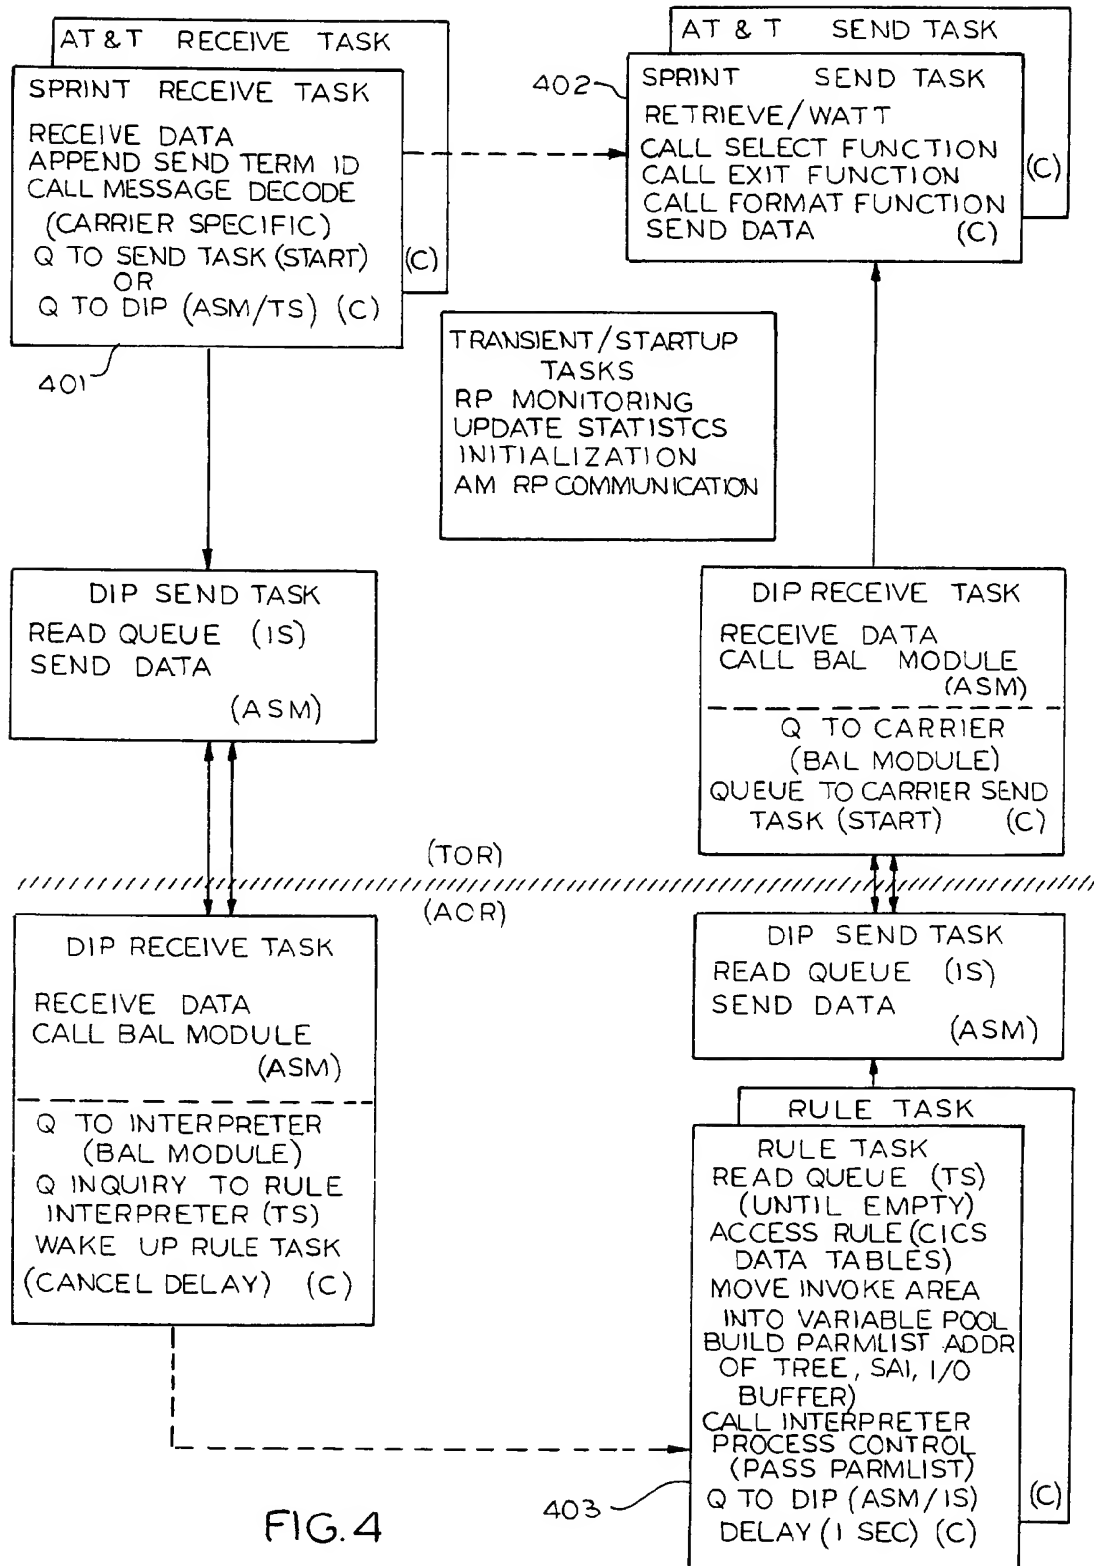 AT & T RECEIVE TASK
SPRINT RECEIVE TASK
RECEIVE DATA
APPEND SEND TERM ID
CALL MESSAGE DECODE
(CARRIER SPECIFIC)
Q TO SEND TASK (START)
OR
Q TO DIP (ASM/TS) (C)
(C)
401
AT & T SEND TASK
402
SPRINT SEND TASK
RETRIEVE/WATT
CALL SELECT FUNCTION
CALL EXIT FUNCTION
CALL FORMAT FUNCTION
SEND DATA (C)
(C)
TRANSIENT/STARTUP
TASKS
RP MONITORING
UPDATE STATISTCS
INITIALIZATION
AM RP COMMUNICATION
DIP SEND TASK
READ QUEUE (IS)
SEND DATA
(ASM)
DIP RECEIVE TASK
RECEIVE DATA
CALL BAL MODULE
(ASM)
Q TO CARRIER
(BAL MODULE)
QUEUE TO CARRIER SEND
TASK (START) (C)
(TOR)
(AOR)
DIP RECEIVE TASK
RECEIVE DATA
CALL BAL MODULE
(ASM)
Q TO INTERPRETER
(BAL MODULE)
Q INQUIRY TO RULE
INTERPRETER (TS)
WAKE UP RULE TASK
(CANCEL DELAY) (C)
DIP SEND TASK
READ QUEUE (IS)
SEND DATA
(ASM)
RULE TASK
RULE TASK
READ QUEUE (TS)
(UNTIL EMPTY)
ACCESS RULE (CICS
DATA TABLES)
MOVE INVOKE AREA
INTO VARIABLE POOL
BUILD PARMLIST ADDR
OF TREE, SAI, I/O
BUFFER)
CALL INTERPRETER
PROCESS CONTROL
(PASS PARMLIST)
Q TO DIP (ASM/IS)
DELAY (1 SEC) (C)
(C)
403
FIG. 4